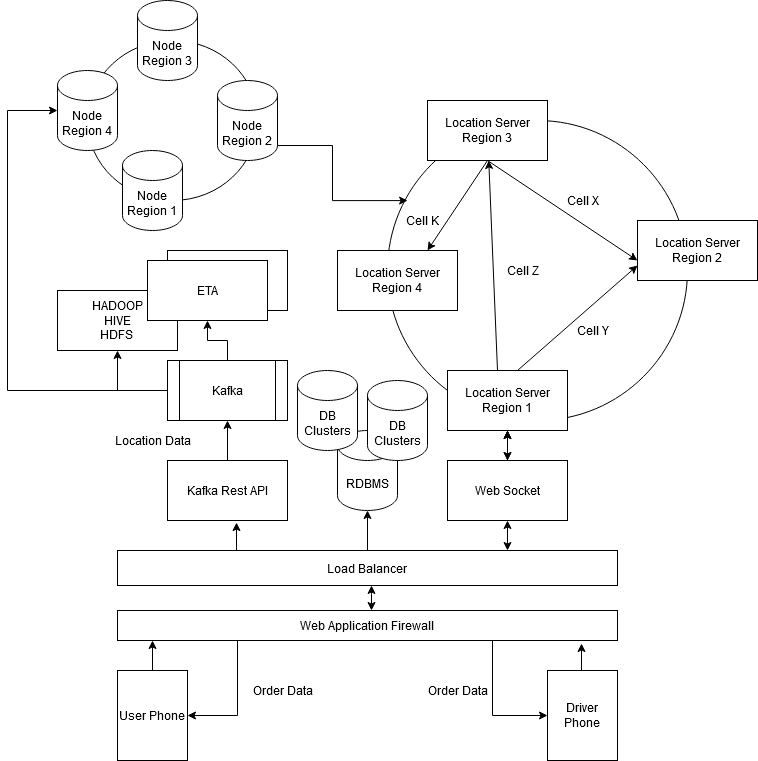 Node
Region 3
Node
Region 4
Node
Region 2
Node
Region 1
Location Server
Region 3
Cell X
Cell K
Location Server
Region 2
Location Server
Region 4
Cell Z
Cell Y
ETA
HADOOP
HIVE
HDFS
Kafka
Location Server
Region 1
DB
Clusters
DB
Clusters
Location Data
RDBMS
Kafka Rest API
Web Socket
Load Balancer
Web Application Firewall
Order Data
Order Data
User Phone
Driver
Phone